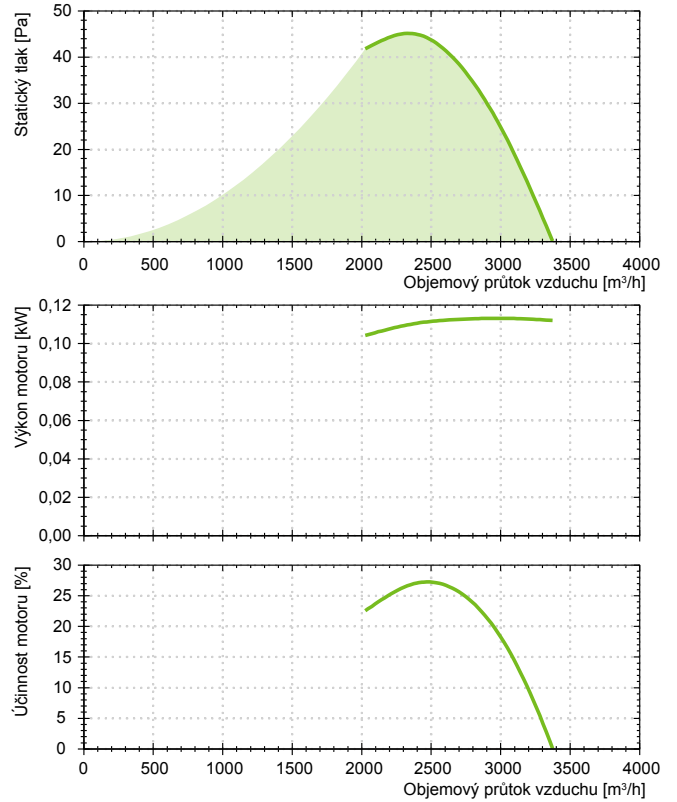 Statický tlak [Pa]
50
40
30
20
10
0
0 500 1000 1500 2000 2500 3000 3500 4000
Objemový průtok vzduchu [m³/h]
Výkon motoru [kW]
0,12
0,10
0,08
0,06
0,04
0,02
0,00
Účinnost motoru [%]
30
25
20
15
10
5
0
0 500 1000 1500 2000 2500 3000 3500 4000
Objemový průtok vzduchu [m³/h]